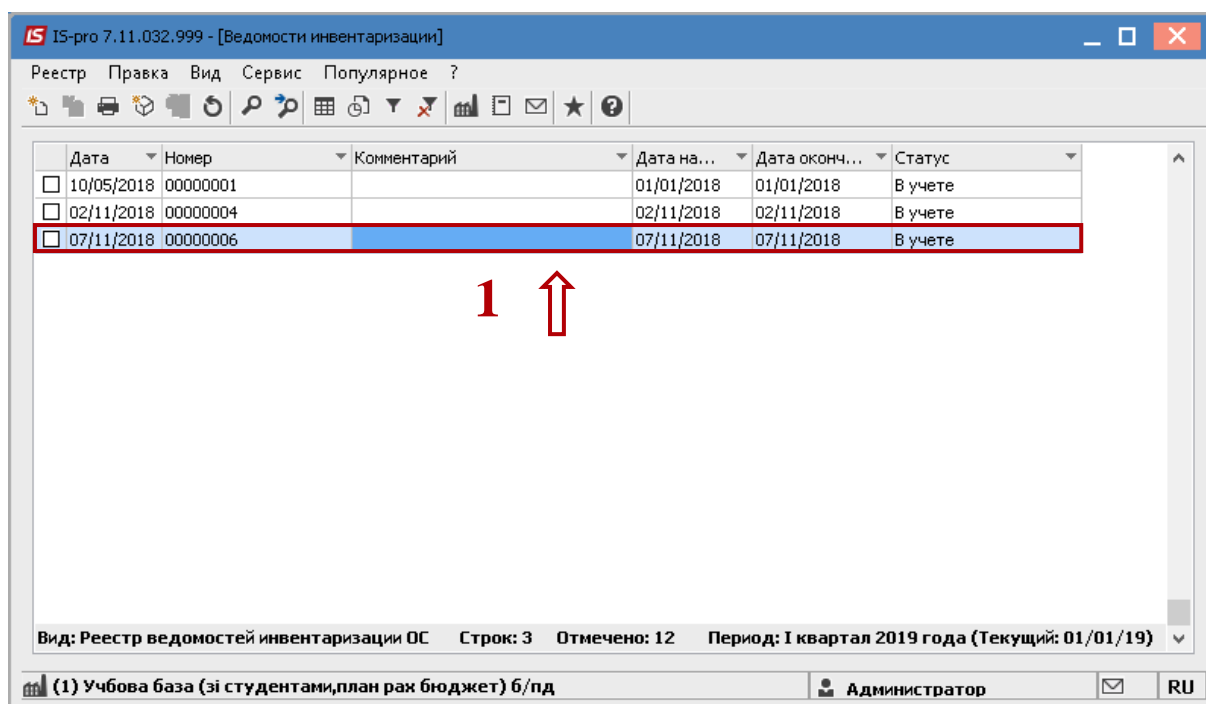 IS-pro 7.11.032.999 - [Ведомости инвентаризации]
Реестр Правка Вид Сервис Популярное ?
Дата Номер Комментарий Дата на... Дата оконч... Статус
10/05/2018 00000001 01/01/2018 01/01/2018 В учете
02/11/2018 00000004 02/11/2018 02/11/2018 В учете
07/11/2018 00000006 07/11/2018 07/11/2018 В учете
1
Вид: Реестр ведомостей инвентаризации ОС Строк: 3 Отмечено: 12 Период: I квартал 2019 года (Текущий: 01/01/19)
(1) Учбова база (зі студентами,план рах бюджет) б/пд Администратор RU